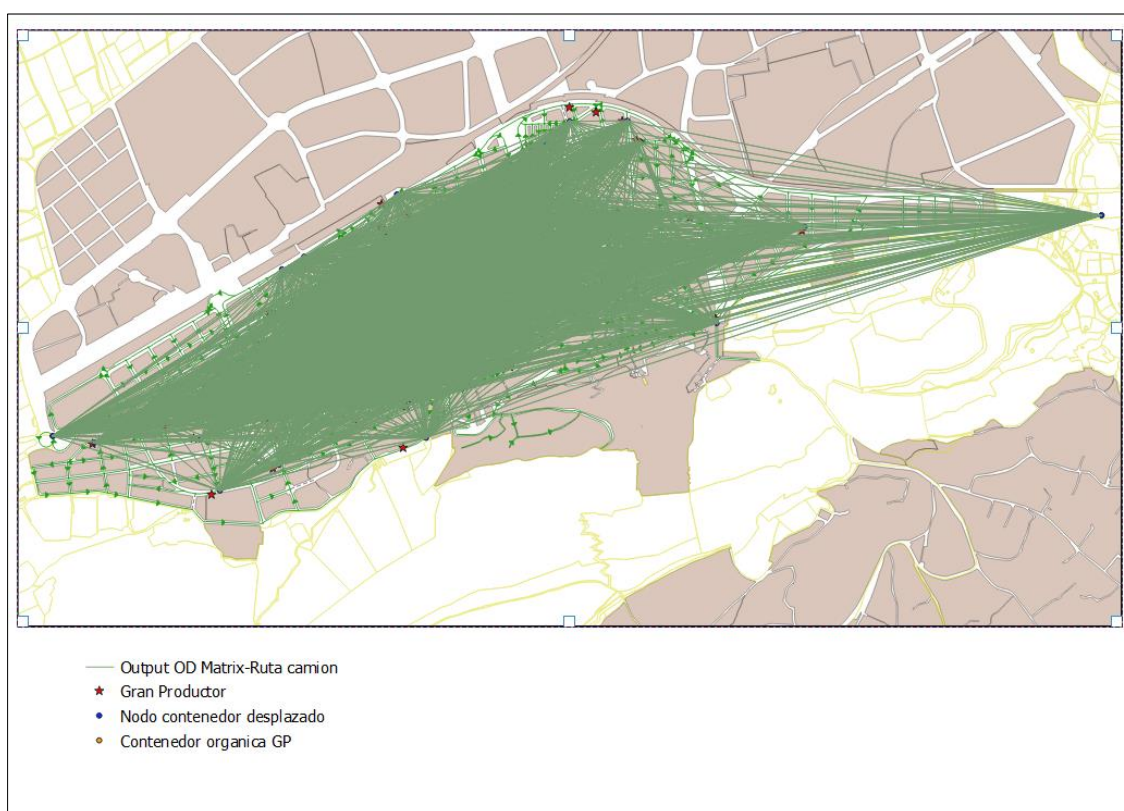 Output OD Matrix-Ruta camion
Gran Productor
Nodo contenedor desplazado
Contenedor organica GP